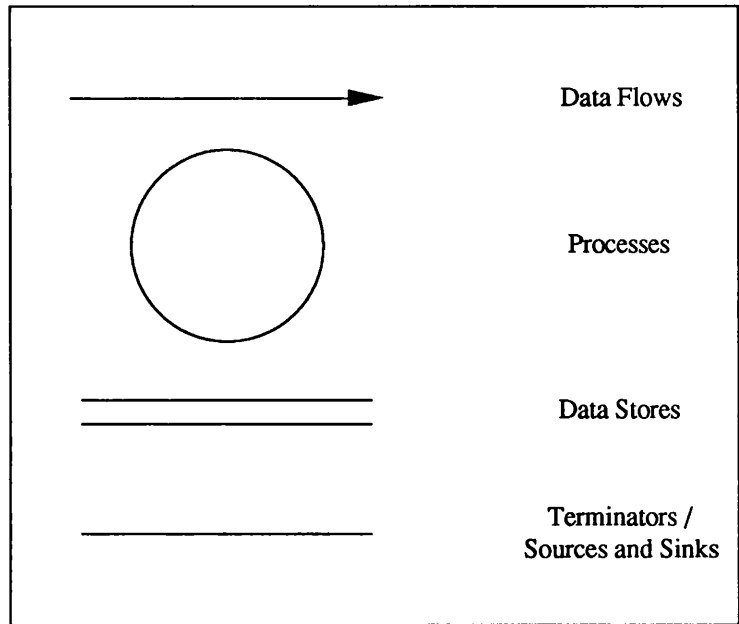 Data Flows
Processes
Data Stores
Terminators /
Sources and Sinks